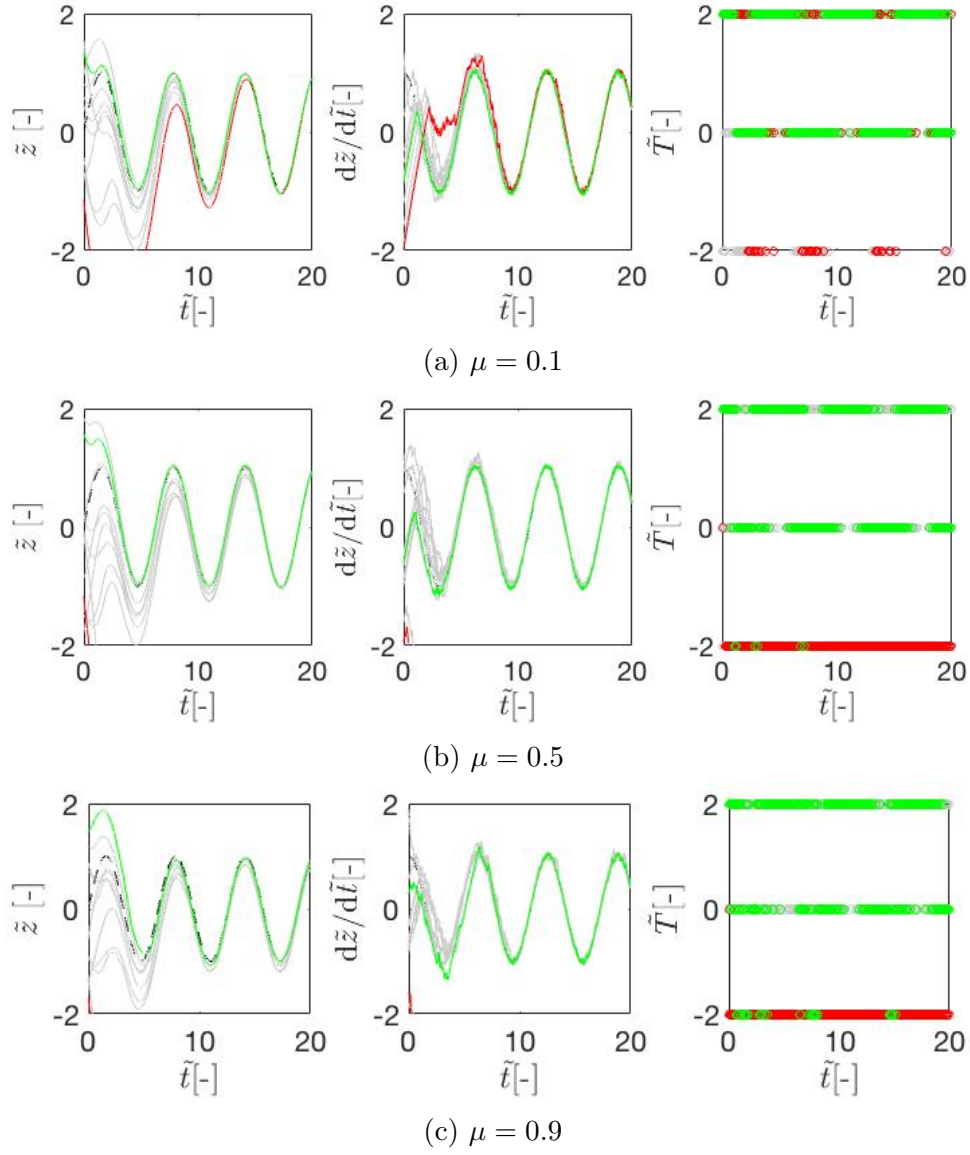 2 2 2
0 0 0
-2 -2 -2
z̃ [-] dz̃/dt̃[-] T̃[-]
0 10 20 0 10 20 0 10 20
t̃[-] t̃[-] t̃[-]
(a) μ = 0.1
2 2 2
0 0 0
-2 -2 -2
z̃ [-] dz̃/dt̃[-] T̃[-]
0 10 20 0 10 20 0 10 20
t̃[-] t̃[-] t̃[-]
(b) μ = 0.5
2 2 2
0 0 0
-2 -2 -2
z̃ [-] dz̃/dt̃[-] T̃[-]
0 10 20 0 10 20 0 10 20
t̃[-] t̃[-] t̃[-]
(c) μ = 0.9